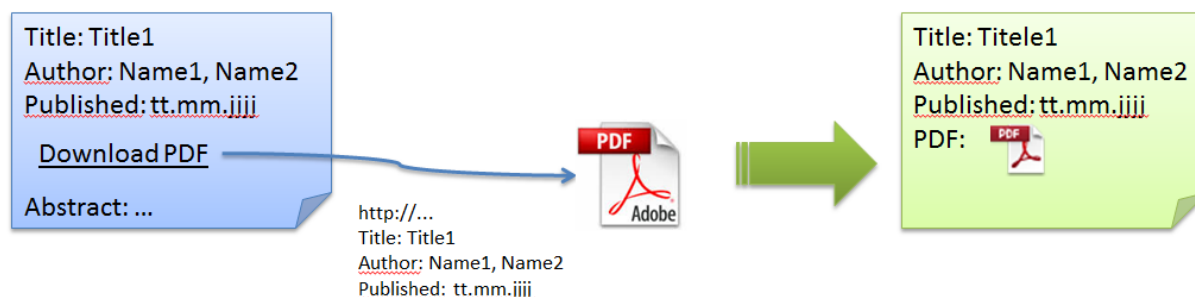 Title: Title1
Author: Name1, Name2
Published: tt.mm.jjjj
Download PDF
Abstract: ...
http://...
Title: Title1
Author: Name1, Name2
Published: tt.mm.jjjj
PDF
Adobe
Title: Titele1
Author: Name1, Name2
Published: tt.mm.jjjj
PDF:
PDF